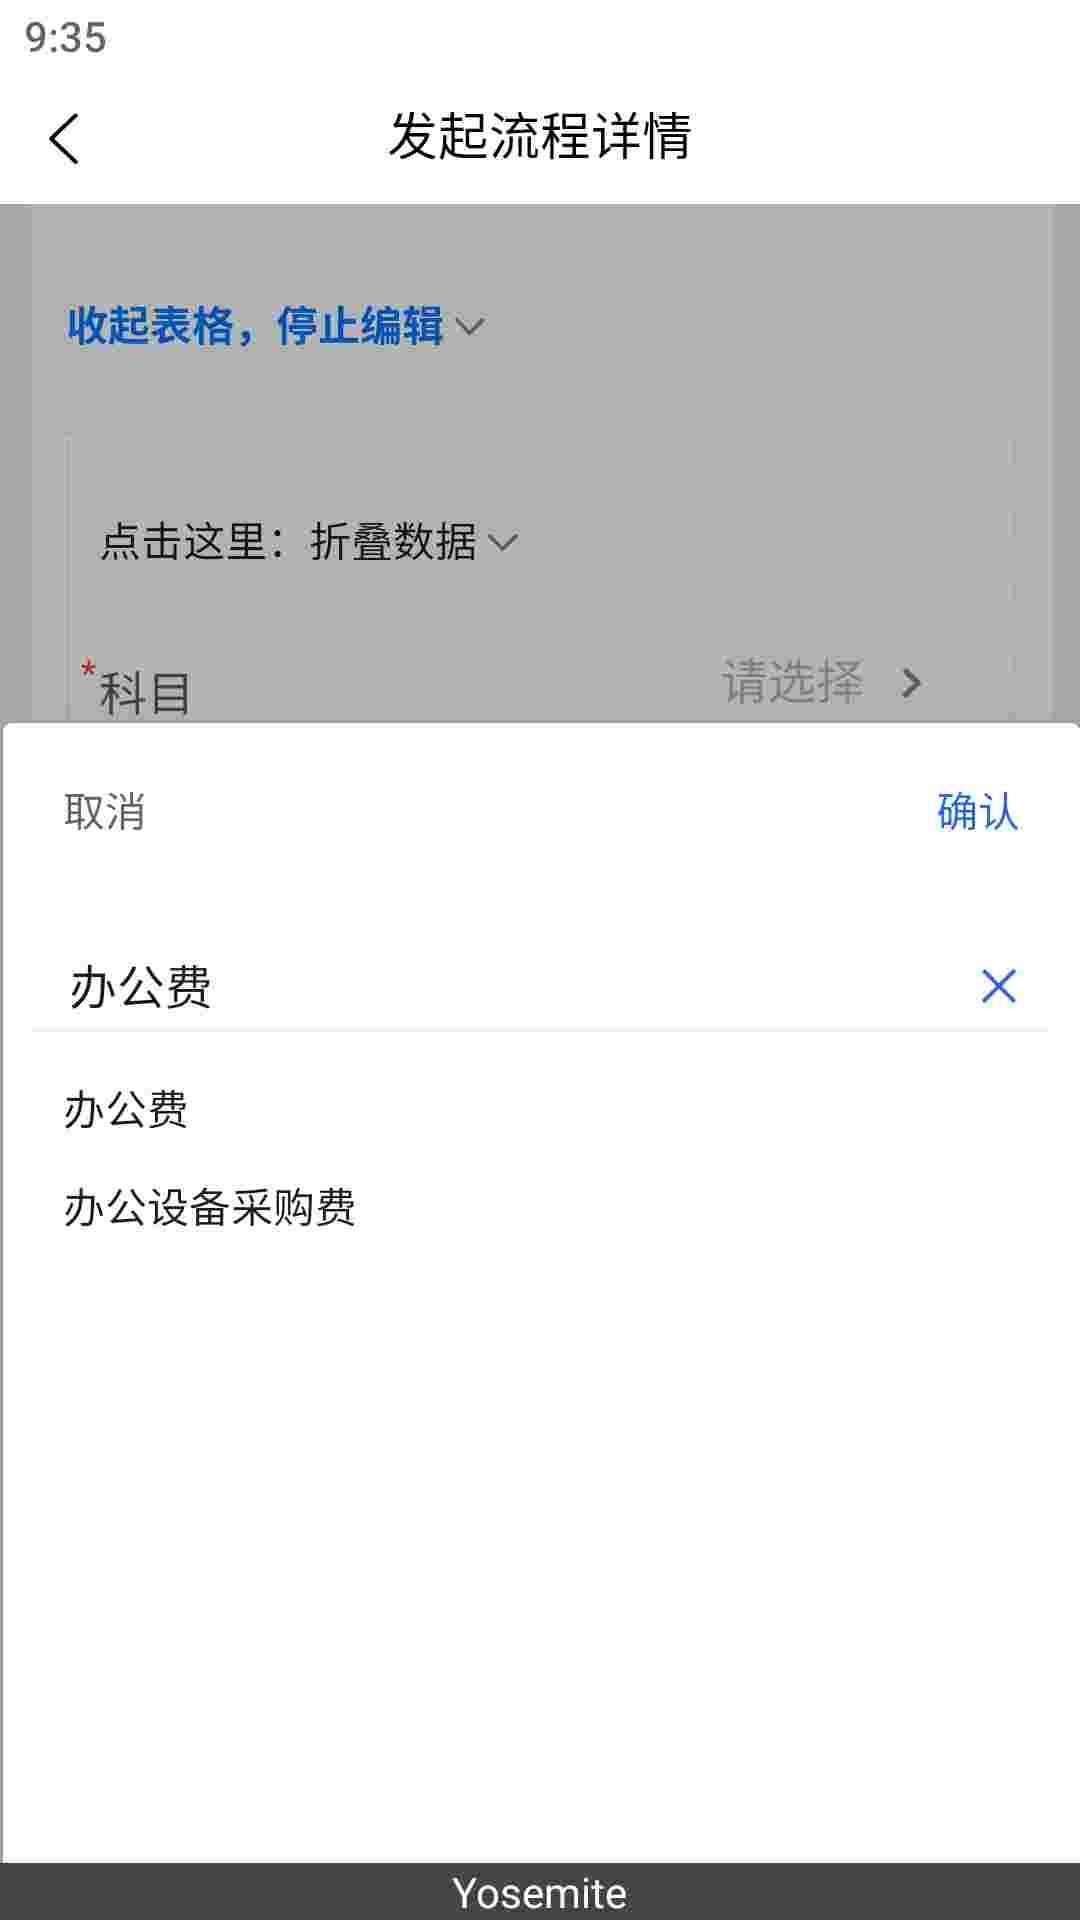 9:35
发起流程详情
收起表格，停止编辑
点击这里：折叠数据
*科目 请选择
取消 确认
办公费
办公费
办公设备采购费
Yosemite